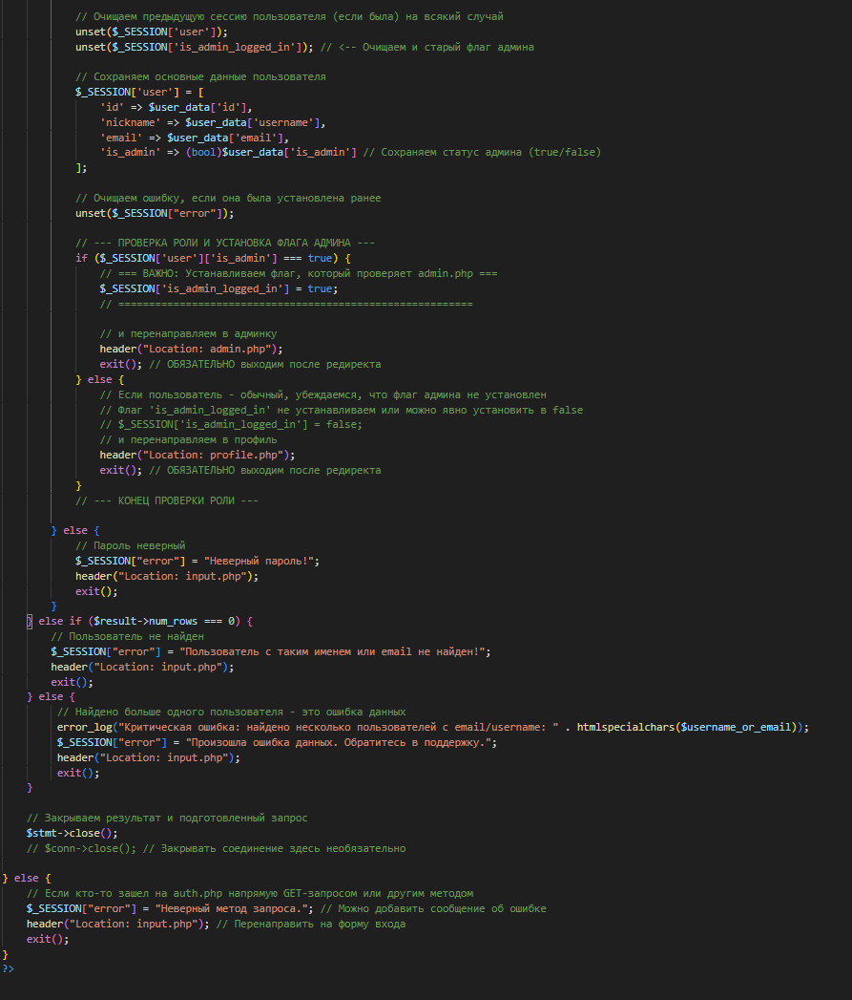 // Очищаем предыдущую сессию пользователя (если была) на всякий случай
unset($_SESSION['user']);
unset($_SESSION['is_admin_logged_in']); // <-- Очищаем и старый флаг админа
// Сохраняем основные данные пользователя
$_SESSION['user'] = [
'id' => $user_data['id'],
'nickname' => $user_data['username'],
'email' => $user_data['email'],
'is_admin' => (bool)$user_data['is_admin'] // Сохраняем статус админа (true/false)
];
// Очищаем ошибку, если она была установлена ранее
unset($_SESSION["error"]);
// --- ПРОВЕРКА РОЛИ И УСТАНОВКА ФЛАГА АДМИНА ---
if ($_SESSION['user']['is_admin'] === true) {
// === ВАЖНО: Устанавливаем флаг, который проверяет admin.php ===
$_SESSION['is_admin_logged_in'] = true;
// ==========================================================
// и перенаправляем в админку
header("Location: admin.php");
exit(); // ОБЯЗАТЕЛЬНО выходим после редиректа
} else {
// Если пользователь - обычный, убеждаемся, что флаг админа не установлен
// Флаг 'is_admin_logged_in' не устанавливаем или можно явно установить в false
// $_SESSION['is_admin_logged_in'] = false;
// и перенаправляем в профиль
header("Location: profile.php");
exit(); // ОБЯЗАТЕЛЬНО выходим после редиректа
}
// --- КОНЕЦ ПРОВЕРКИ РОЛИ ---
} else {
// Пароль неверный
$_SESSION["error"] = "Неверный пароль!";
header("Location: input.php");
exit();
}
} else if ($result->num_rows === 0) {
// Пользователь не найден
$_SESSION["error"] = "Пользователь с таким именем или email не найден!";
header("Location: input.php");
exit();
} else {
// Найдено больше одного пользователя - это ошибка данных
error_log("Критическая ошибка: найдено несколько пользователей с email/username: " . htmlspecialchars($username_or_email));
$_SESSION["error"] = "Произошла ошибка данных. Обратитесь в поддержку.";
header("Location: input.php");
exit();
}
// Закрываем результат и подготовленный запрос
$stmt->close();
// $conn->close(); // Закрывать соединение здесь необязательно
} else {
// Если кто-то зашел на auth.php напрямую GET-запросом или другим методом
$_SESSION["error"] = "Неверный метод запроса."; // Можно добавить сообщение об ошибке
header("Location: input.php"); // Перенаправить на форму входа
exit();
}
?>